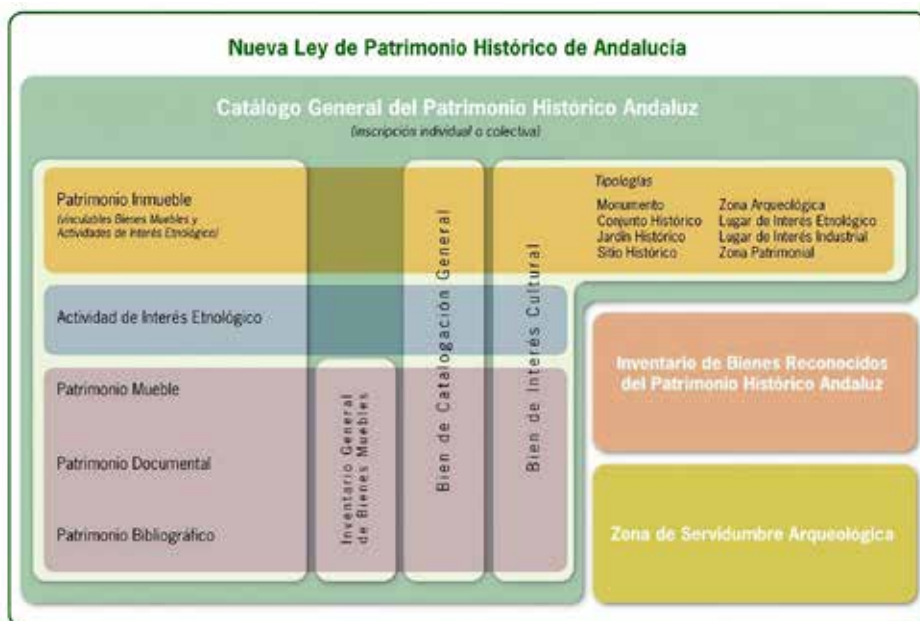 Nueva Ley de Patrimonio Histórico de Andalucía
Catálogo General del Patrimonio Histórico Andaluz
(inscripción individual o colectiva)
Patrimonio Inmueble
(vinculables Bienes Muebles y
Actividades de Interés Etnológico)
Tipologías
Monumento
Conjunto Histórico
Jardín Histórico
Sitio Histórico
Zona Arqueológica
Lugar de Interés Etnológico
Lugar de Interés Industrial
Zona Patrimonial
Actividad de Interés Etnológico
Patrimonio Mueble
Patrimonio Documental
Patrimonio Bibliográfico
Inventario General
de Bienes Muebles
Bien de Catalogación General
Bien de Interés Cultural
Inventario de Bienes Reconocidos
del Patrimonio Histórico Andaluz
Zona de Servidumbre Arqueológica